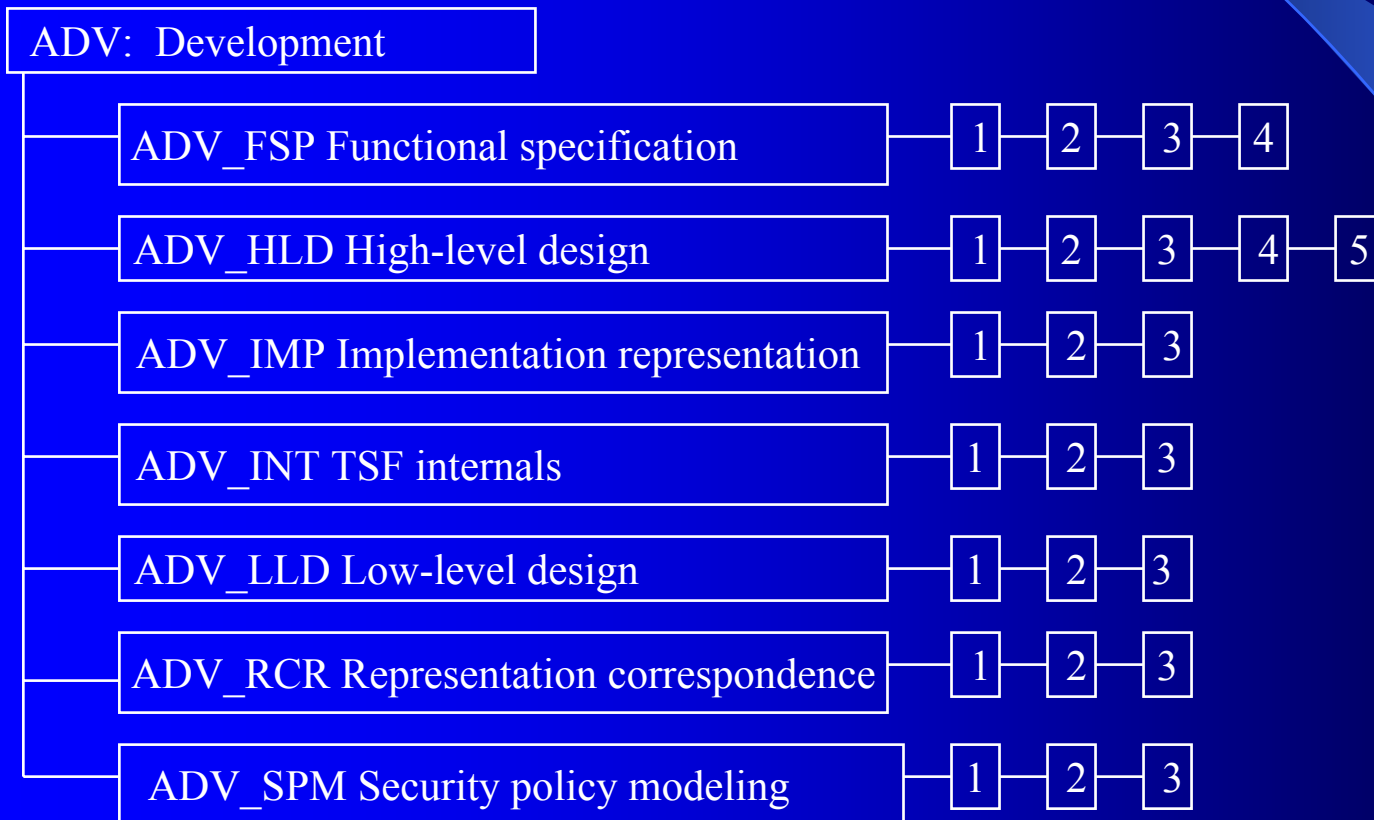 ADV: Development
ADV_FSP Functional specification 1 2 3 4
ADV_HLD High-level design 1 2 3 4 5
ADV_IMP Implementation representation 1 2 3
ADV_INT TSF internals 1 2 3
ADV_LLD Low-level design 1 2 3
ADV_RCR Representation correspondence 1 2 3
ADV_SPM Security policy modeling 1 2 3